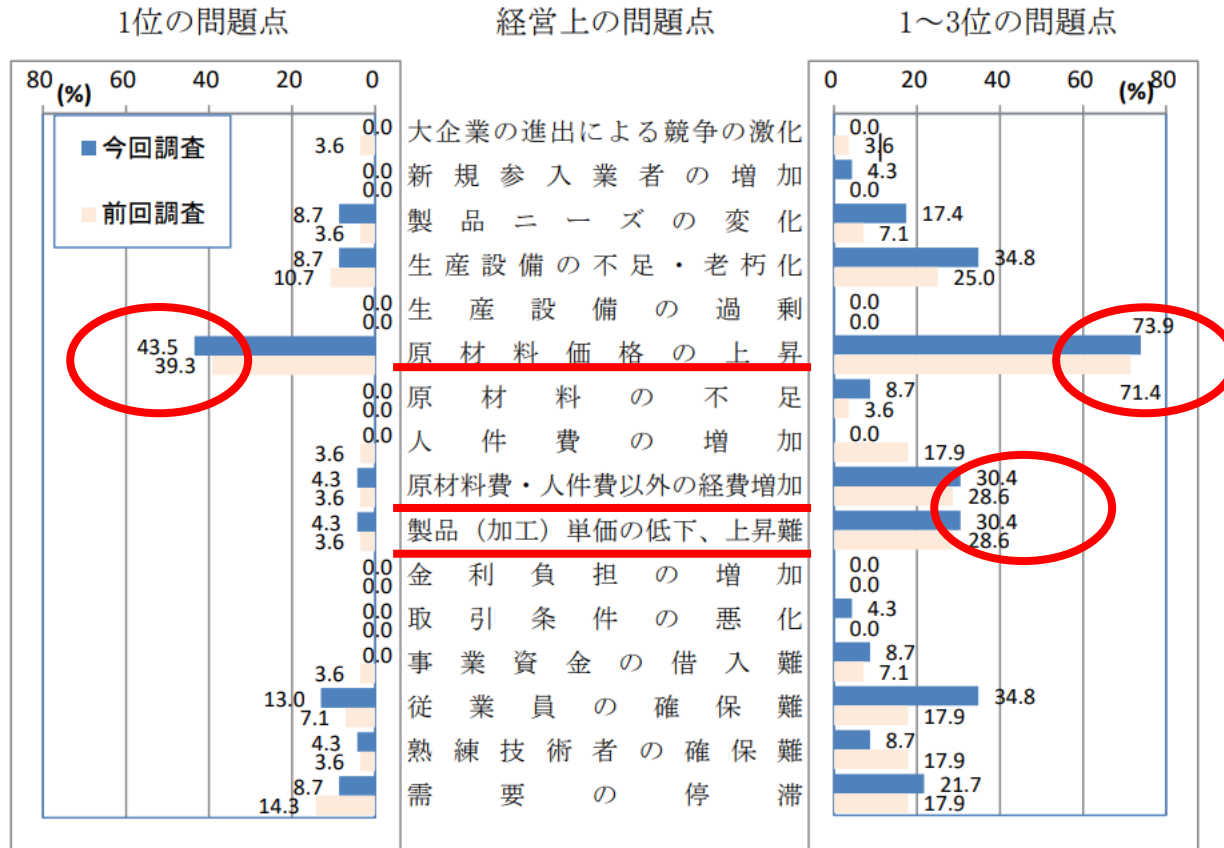 1位の問題点 経営上の問題点 1～3位の問題点
80 60 40 20 0 0 20 40 60 80
(%) (%)
今回調査
前回調査
0.0 大企業の進出による競争の激化 0.0
3.6 3.6
0.0 新規参入業者の増加 4.3
0.0 0.0
8.7 製品ニーズの変化 17.4
3.6 7.1
8.7 生産設備の不足・老朽化 34.8
10.7 25.0
0.0 生産設備の過剰 0.0
0.0 0.0
43.5 原材料価格の上昇 73.9
39.3 71.4
0.0 原材料の不足 8.7
0.0 3.6
0.0 人件費の増加 0.0
3.6 17.9
4.3 原材料費・人件費以外の経費増加 30.4
3.6 28.6
4.3 製品（加工）単価の低下、上昇難 30.4
3.6 28.6
0.0 金利負担の増加 0.0
0.0 0.0
0.0 取引条件の悪化 4.3
0.0 0.0
0.0 事業資金の借入難 8.7
3.6 7.1
13.0 従業員の確保難 34.8
7.1 17.9
4.3 熟練技術者の確保難 8.7
3.6 17.9
8.7 需要の停滞 21.7
14.3 17.9